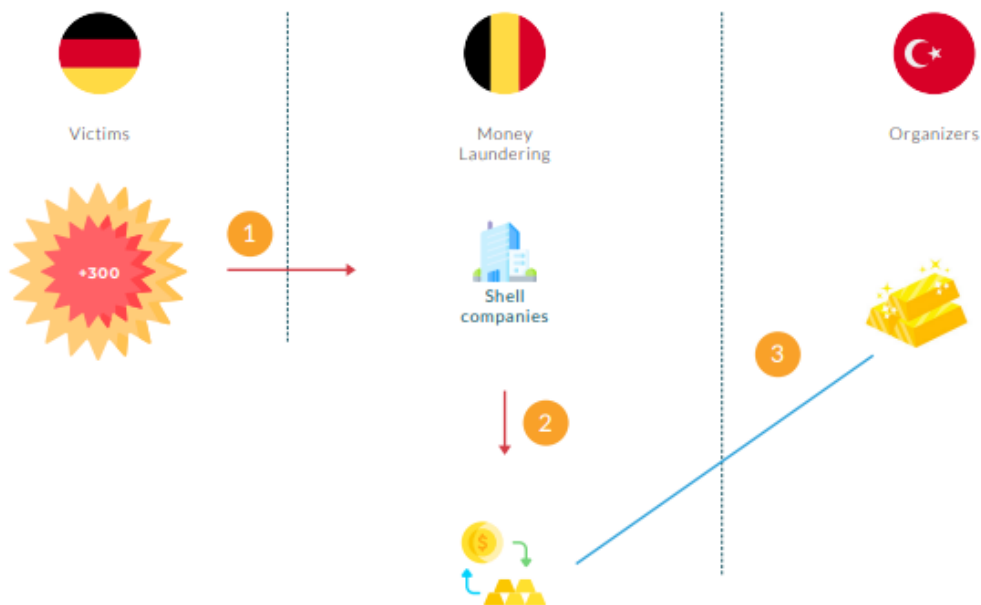 Victims
Money
Laundering
Organizers
+300
1
Shell
companies
2
3
$